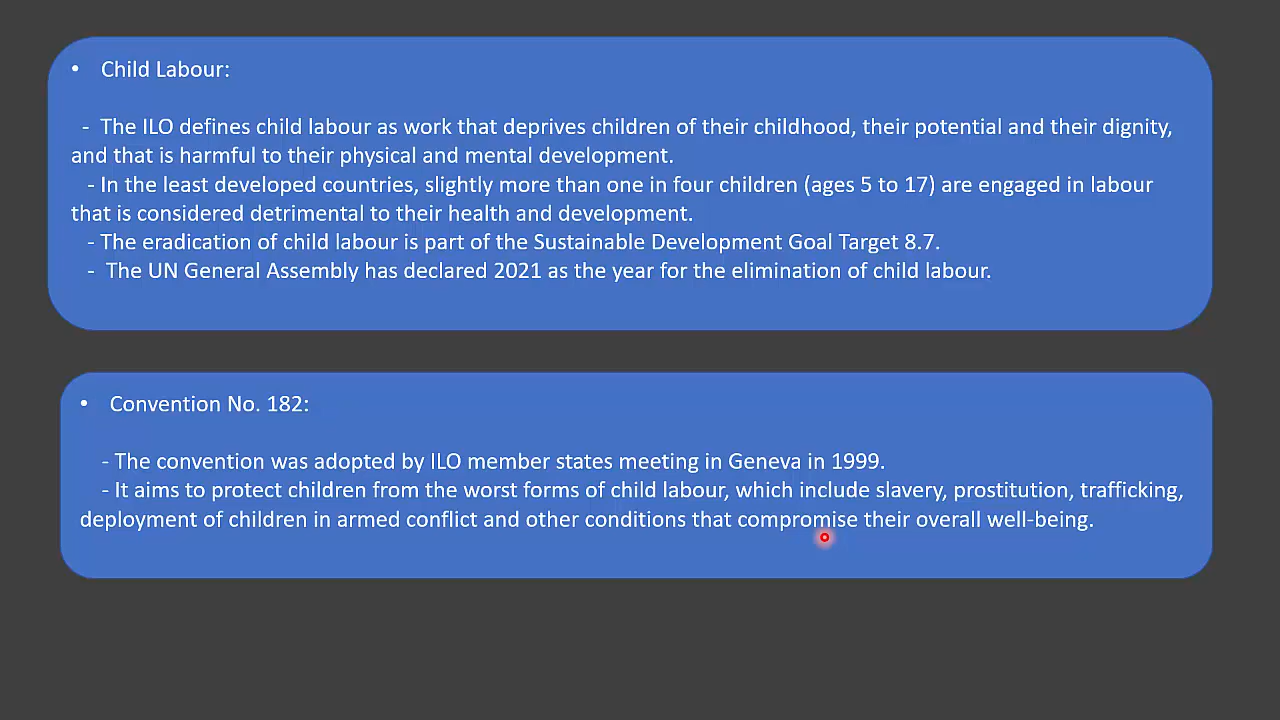 • Child Labour:
- The ILO defines child labour as work that deprives children of their childhood, their potential and their dignity,
and that is harmful to their physical and mental development.
- In the least developed countries, slightly more than one in four children (ages 5 to 17) are engaged in labour
that is considered detrimental to their health and development.
- The eradication of child labour is part of the Sustainable Development Goal Target 8.7.
- The UN General Assembly has declared 2021 as the year for the elimination of child labour.
• Convention No. 182:
- The convention was adopted by ILO member states meeting in Geneva in 1999.
- It aims to protect children from the worst forms of child labour, which include slavery, prostitution, trafficking,
deployment of children in armed conflict and other conditions that compromise their overall well-being.